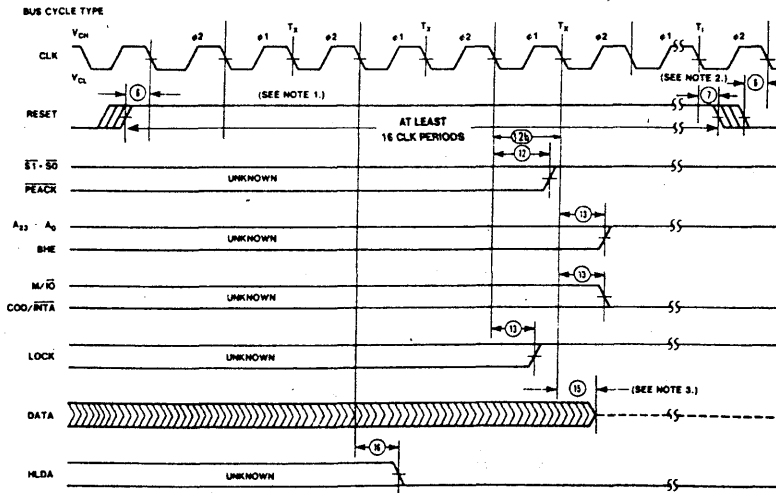 BUS CYCLE TYPE
V_CH φ2 φ1 T_X φ2 φ1 T_X φ2 φ1 T_X φ2 φ1 T_I φ2
CLK
V_CL
(SEE NOTE 1.) (SEE NOTE 2.)
6 7 6
RESET
AT LEAST
16 CLK PERIODS
12b
12
S1 · S0
UNKNOWN
PEACK
13
A23 - A0
UNKNOWN
BHE
13
M/IO
UNKNOWN
COD/INTA
13
LOCK
UNKNOWN
15 (SEE NOTE 3.)
DATA
16
HLDA
UNKNOWN